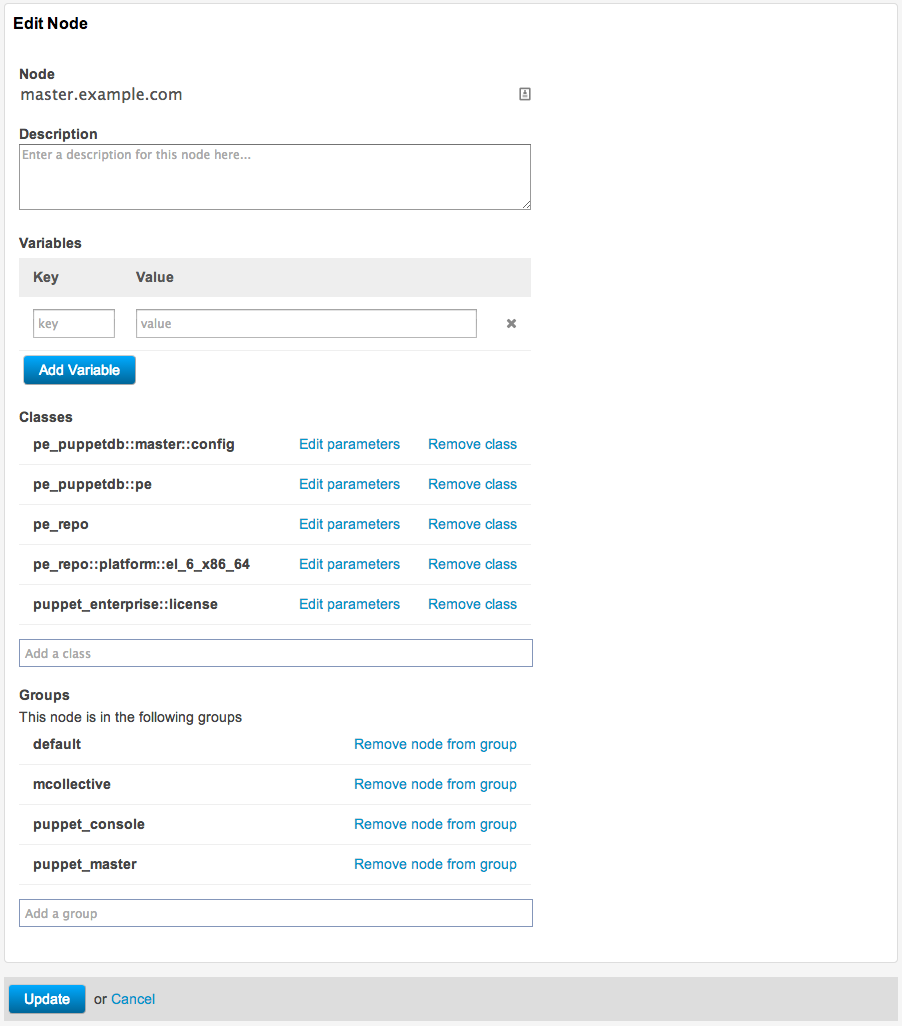 Edit Node
Node
master.example.com
Description
Enter a description for this node here...
Variables
Key Value
key value
Add Variable
Classes
pe_puppetdb::master::config Edit parameters Remove class
pe_puppetdb::pe Edit parameters Remove class
pe_repo Edit parameters Remove class
pe_repo::platform::el_6_x86_64 Edit parameters Remove class
puppet_enterprise::license Edit parameters Remove class
Add a class
Groups
This node is in the following groups
default Remove node from group
mcollective Remove node from group
puppet_console Remove node from group
puppet_master Remove node from group
Add a group
Update or Cancel